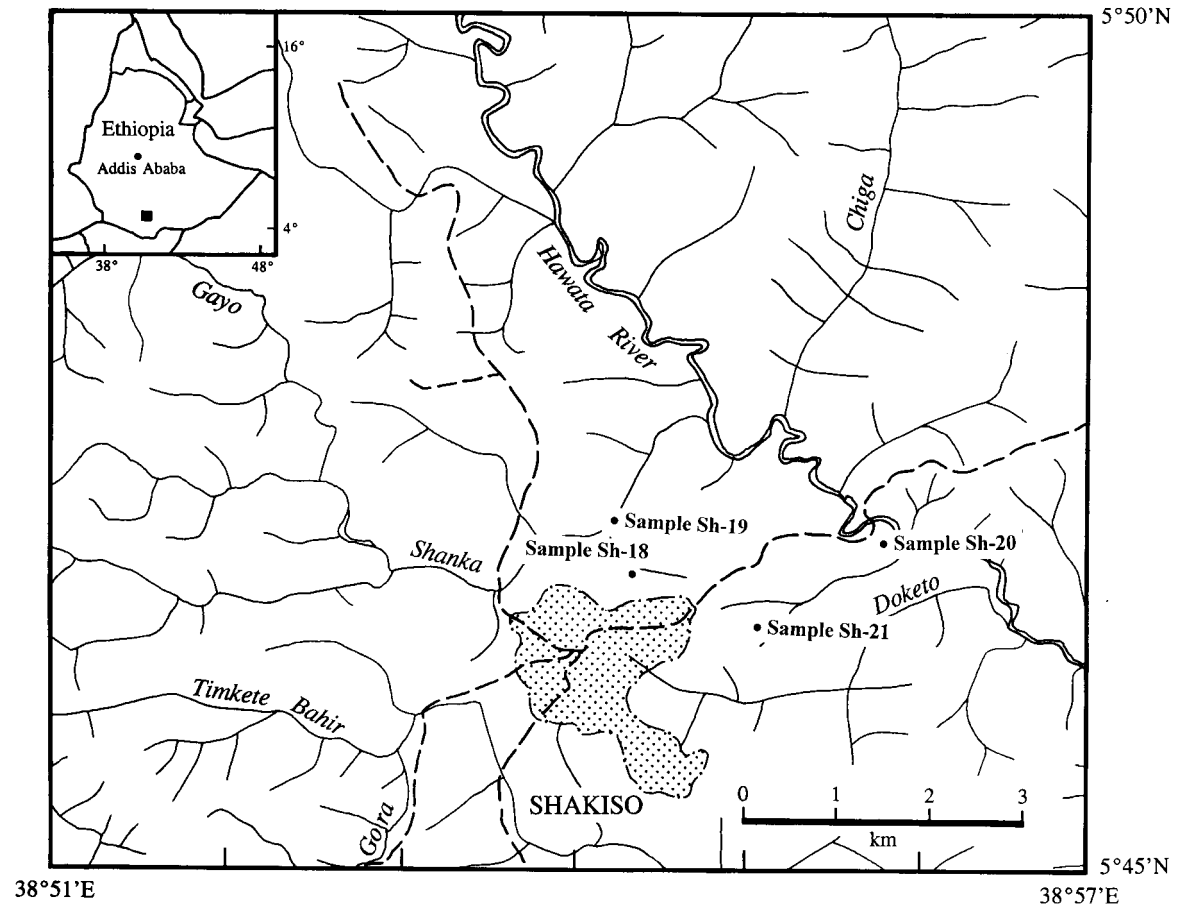 5°50'N
16°
Ethiopia
Addis Ababa
4°
38°
48°
Gayo
Chiga
Hawata
River
Sample Sh-19
Sample Sh-18
Sample Sh-20
Shanka
Doketo
Sample Sh-21
Timkete
Bahir
SHAKISO
0 1 2 3
km
Gora
5°45'N
38°51'E
38°57'E